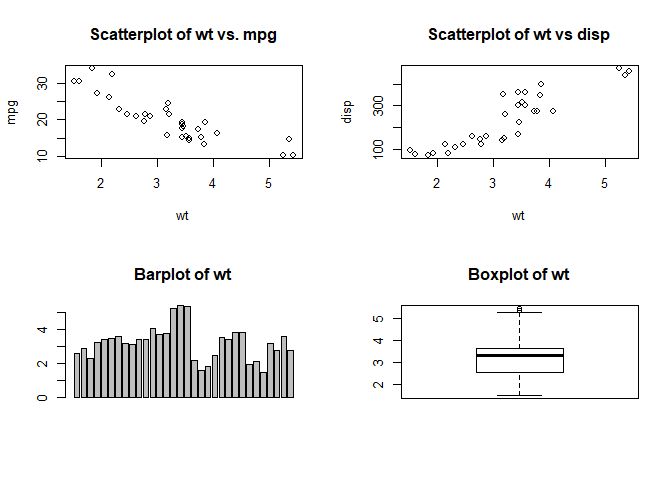 Scatterplot of wt vs. mpg
mpg
30
20
10
2 3 4 5
wt
Scatterplot of wt vs disp
disp
300
100
2 3 4 5
wt
Barplot of wt
4
2
0
Boxplot of wt
5
4
3
2